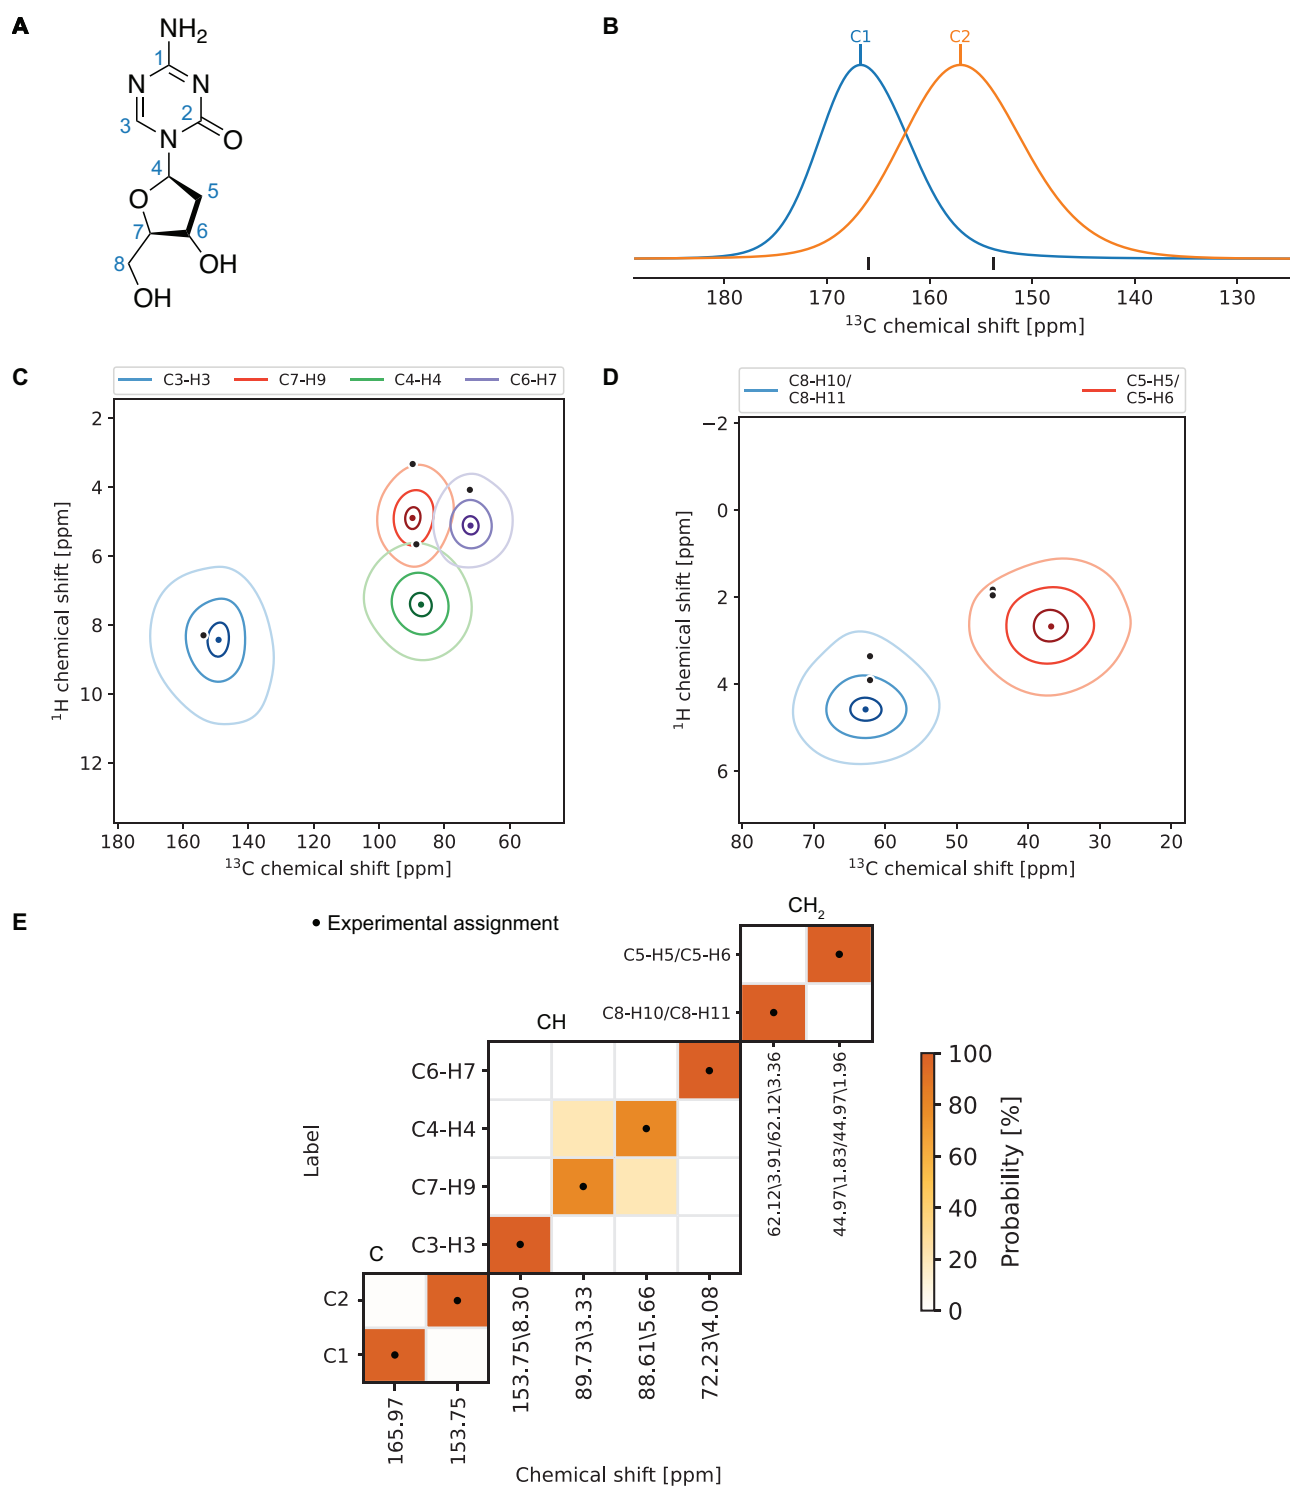 A
NH2
1
N
N
3
2
N
O
4
O
5
7
6
8
OH
OH
B
C1
C2
180
170
160
150
140
130
13C chemical shift [ppm]
C
C3-H3
C7-H9
C4-H4
C6-H7
2
4
6
8
10
12
1H chemical shift [ppm]
180
160
140
120
100
80
60
13C chemical shift [ppm]
D
C8-H10/
C8-H11
C5-H5/
C5-H6
−2
0
2
4
6
1H chemical shift [ppm]
80
70
60
50
40
30
20
13C chemical shift [ppm]
E
• Experimental assignment
CH2
C5-H5/C5-H6
C8-H10/C8-H11
CH
C6-H7
C4-H4
C7-H9
C3-H3
C
C2
C1
Label
165.97
153.75
153.75\8.30
89.73\3.33
88.61\5.66
72.23\4.08
62.12\3.91/62.12\3.36
44.97\1.83/44.97\1.96
Chemical shift [ppm]
100
80
60
40
20
0
Probability [%]